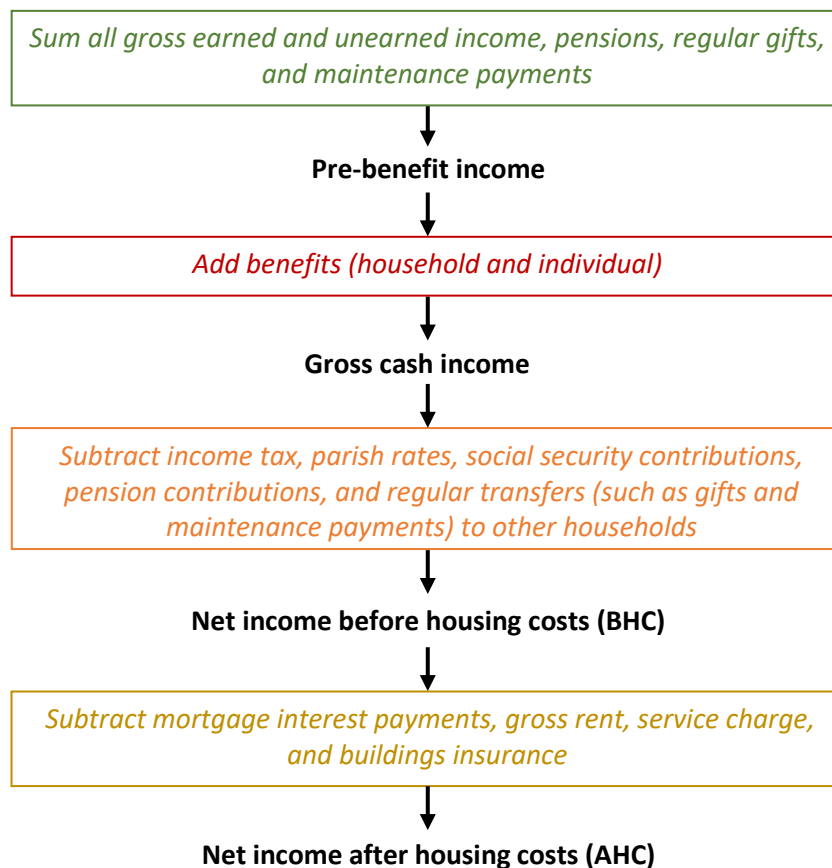 Sum all gross earned and unearned income, pensions, regular gifts,
and maintenance payments
Pre-benefit income
Add benefits (household and individual)
Gross cash income
Subtract income tax, parish rates, social security contributions,
pension contributions, and regular transfers (such as gifts and
maintenance payments) to other households
Net income before housing costs (BHC)
Subtract mortgage interest payments, gross rent, service charge,
and buildings insurance
Net income after housing costs (AHC)